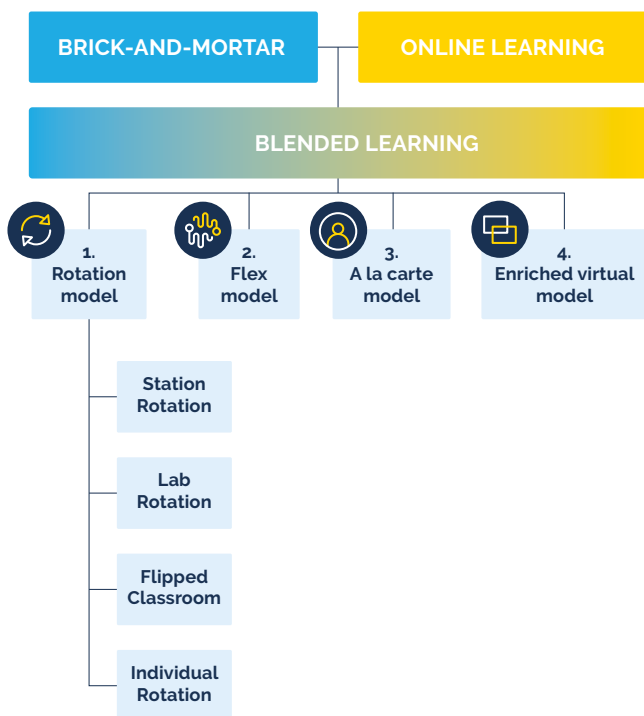 BRICK-AND-MORTAR
ONLINE LEARNING
BLENDED LEARNING
1.
Rotation
model
2.
Flex
model
3.
A la carte
model
4.
Enriched virtual
model
Station
Rotation
Lab
Rotation
Flipped
Classroom
Individual
Rotation